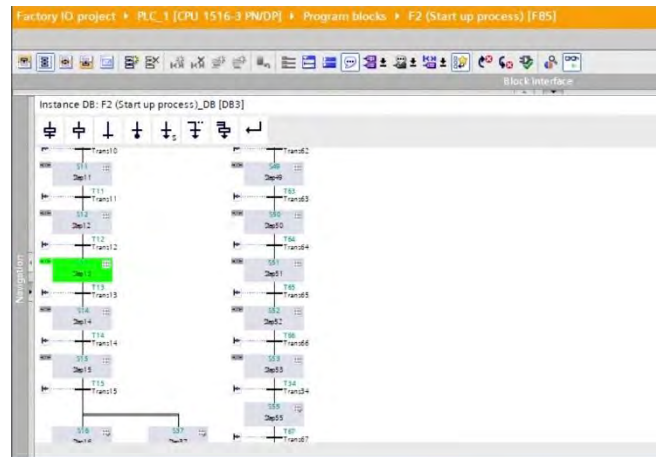 Factory IO project ▸ PLC_1 [CPU 1516-3 PN/DP] ▸ Program blocks ▸ F2 (Start up process) [FB5]
Block interface
Instance DB: F2 (Start up process)_DB [DB3]
Navigation
Trans10
S11
Step11
T11
Trans11
S12
Step12
T12
Trans12
Step13
T13
Trans13
S14
Step14
T14
Trans14
S15
Step15
T15
Trans15
S16
S37
Trans62
Step49
T63
Trans63
S50
Step50
T64
Trans64
S51
Step51
T65
Trans65
S52
Step52
T66
Trans66
S53
Step53
T34
Trans34
S55
Step55
T67
Trans67